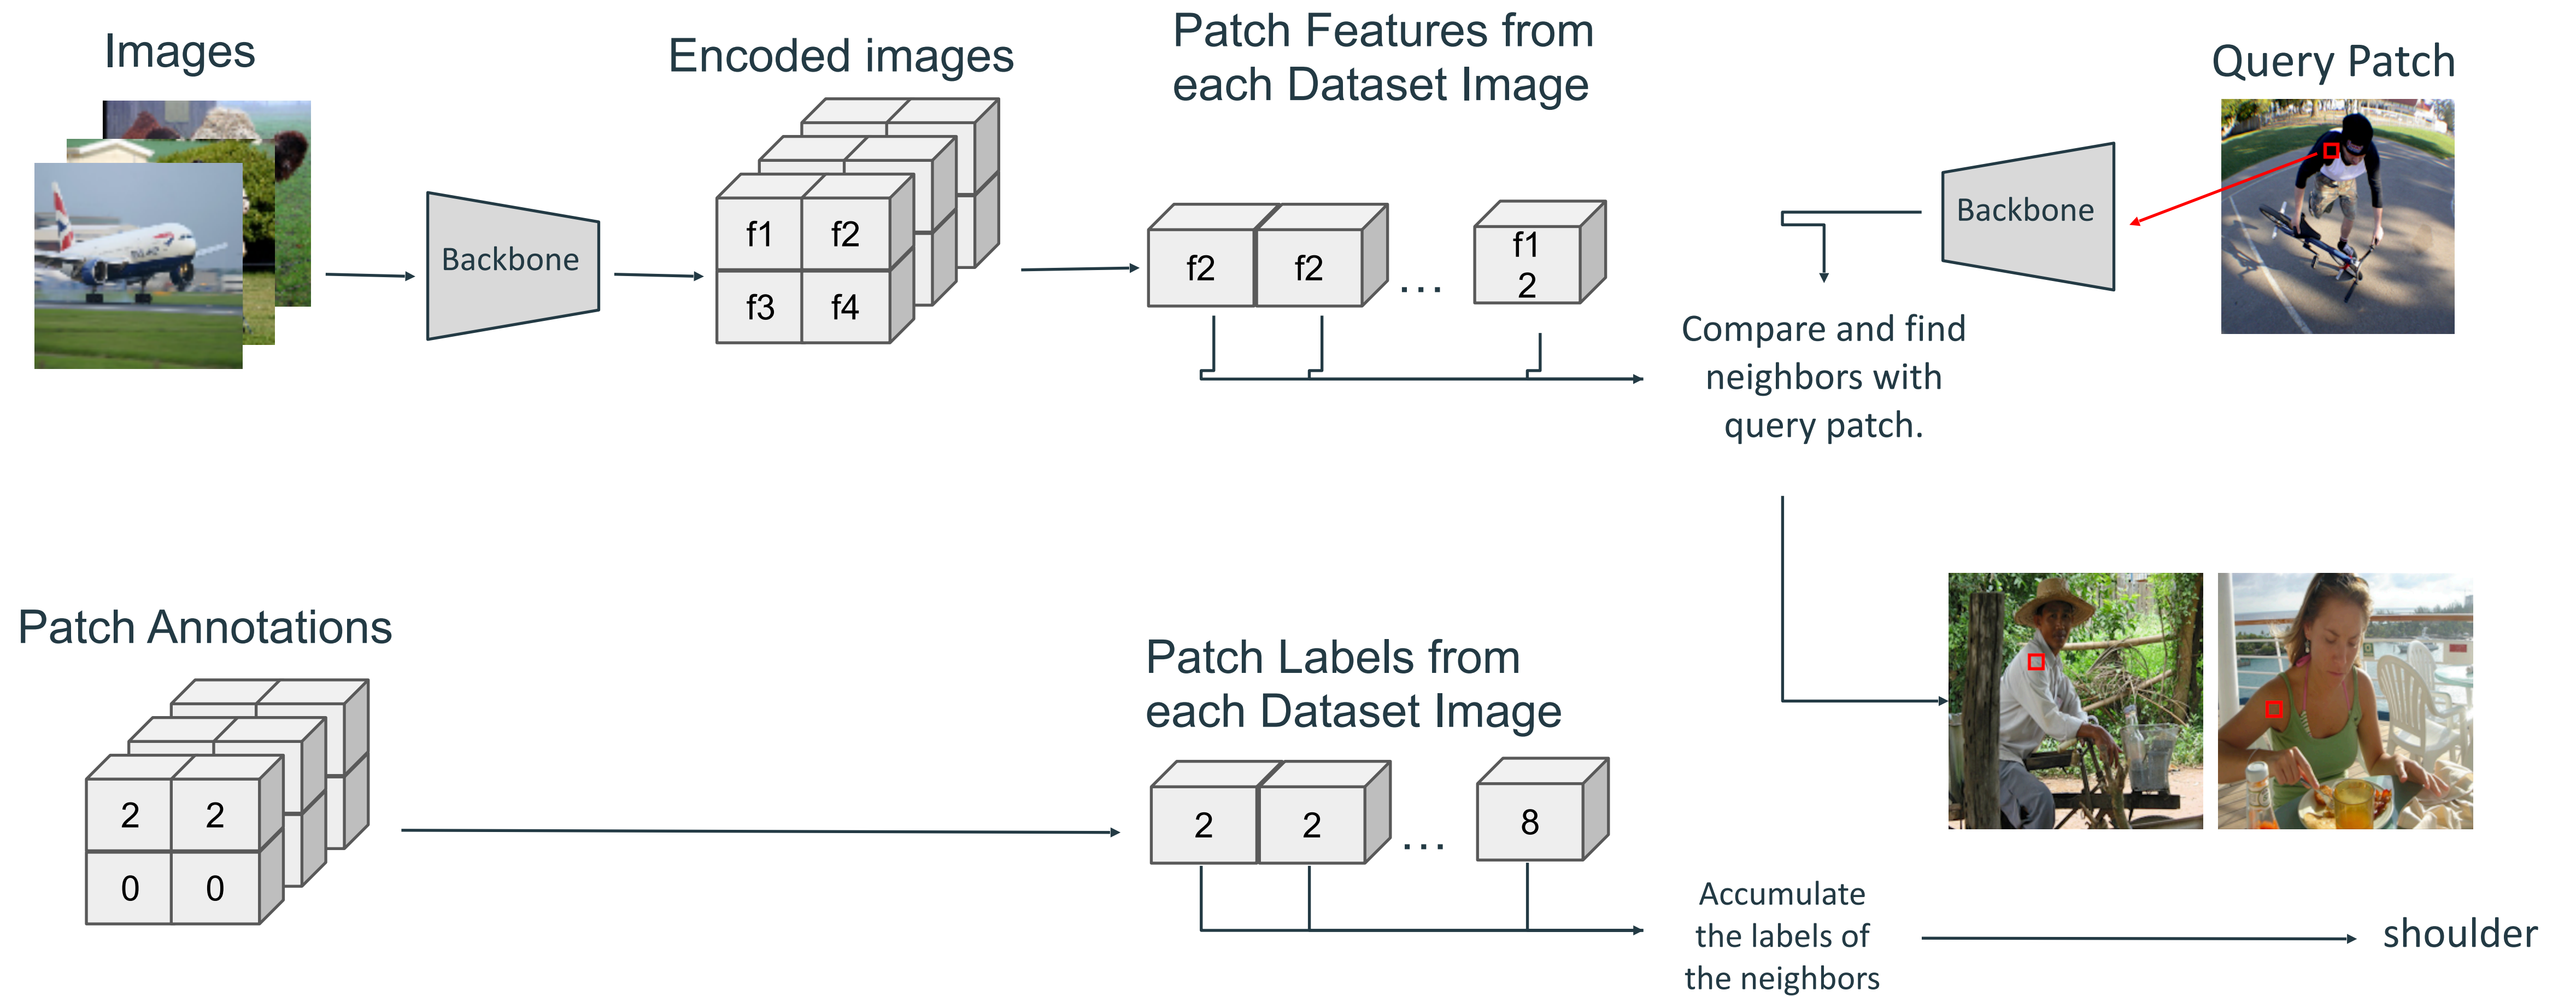 Images
Encoded images
Patch Features from
each Dataset Image
Query Patch
Backbone
f1 f2
f3 f4
f2 f2 ... f1
2
Backbone
Compare and find
neighbors with
query patch.
Patch Annotations
2 2
0 0
Patch Labels from
each Dataset Image
2 2 ... 8
Accumulate
the labels of
the neighbors
shoulder